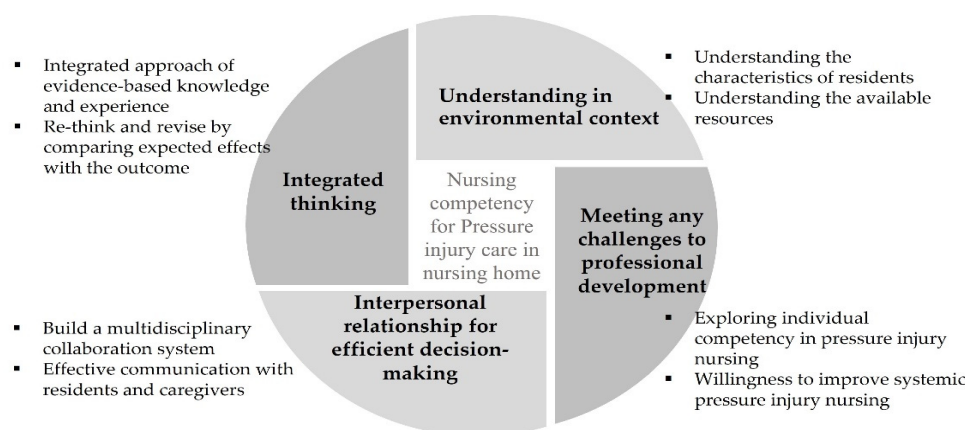 ▪ Integrated approach of
evidence-based knowledge
and experience
▪ Re-think and revise by
comparing expected effects
with the outcome
Understanding in
environmental context
▪ Understanding the
characteristics of residents
▪ Understanding the available
resources
Integrated
thinking
Nursing
competency
for Pressure
injury care in
nursing home
Meeting any
challenges to
professional
development
▪ Build a multidisciplinary
collaboration system
▪ Effective communication with
residents and caregivers
Interpersonal
relationship for
efficient decision-
making
▪ Exploring individual
competency in pressure injury
nursing
▪ Willingness to improve systemic
pressure injury nursing